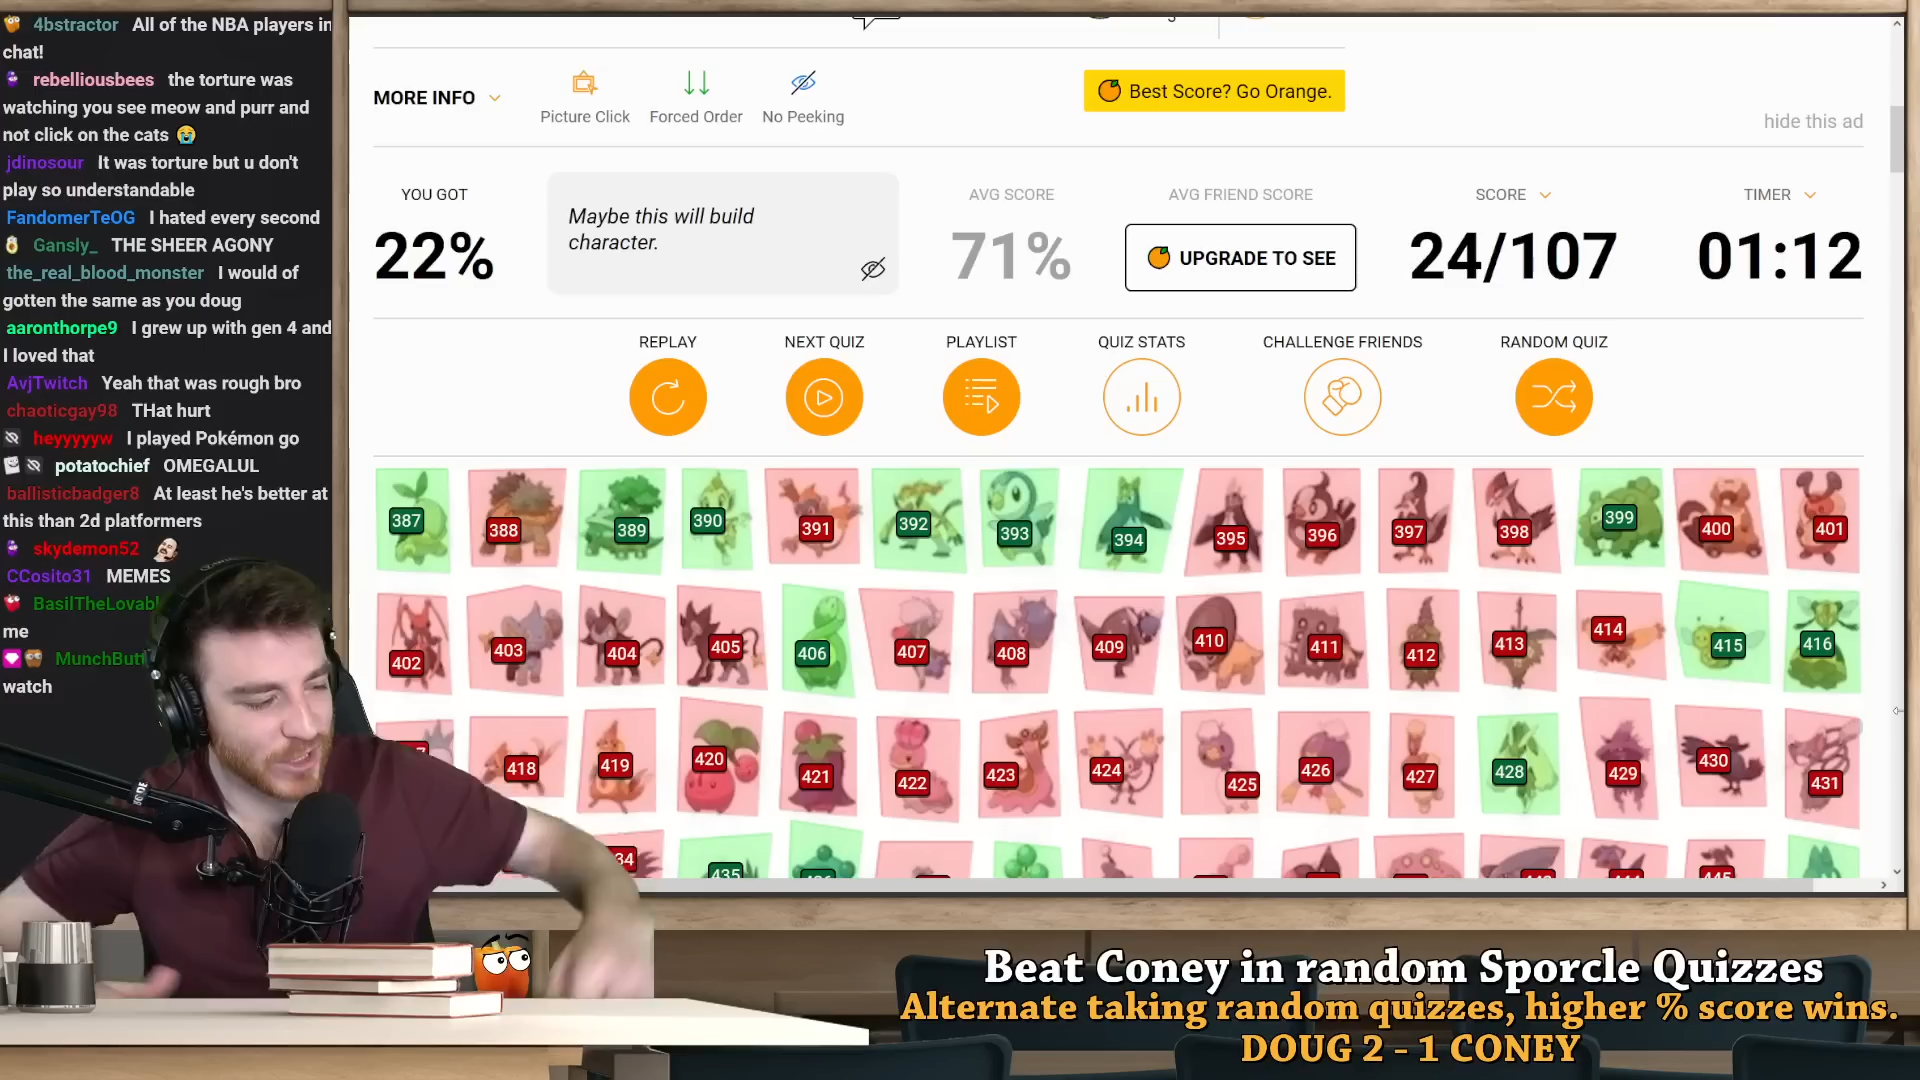 4bstractor All of the NBA players in
chat!
rebelliousbees the torture was
watching you see meow and purr and
not click on the cats
jdinosour It was torture but u don't
play so understandable
FandomerTeOG I hated every second
Gansly_ THE SHEER AGONY
the_real_blood_monster I would of
gotten the same as you doug
aaronthorpe9 I grew up with gen 4 and
I loved that
AvjTwitch Yeah that was rough bro
chaoticgay98 THat hurt
heyyyyyw I played Pokémon go
potatochief OMEGALUL
ballisticbadger8 At least he's better at
this than 2d platformers
skydemon52
CCosito31 MEMES
me
watch
MORE INFO
Picture Click Forced Order No Peeking
Best Score? Go Orange.
hide this ad
YOU GOT
22%
Maybe this will build
character.
AVG SCORE
71%
AVG FRIEND SCORE
UPGRADE TO SEE
SCORE
24/107
TIMER
01:12
REPLAY NEXT QUIZ PLAYLIST QUIZ STATS CHALLENGE FRIENDS RANDOM QUIZ
387 388 389 390 391 392 393 394 395 396 397 398 399 400 401
402 403 404 405 406 407 408 409 410 411 412 413 414 415 416
418 419 420 421 422 423 424 425 426 427 428 429 430 431
435
Beat Coney in random Sporcle Quizzes
Alternate taking random quizzes, higher % score wins.
DOUG 2 - 1 CONEY